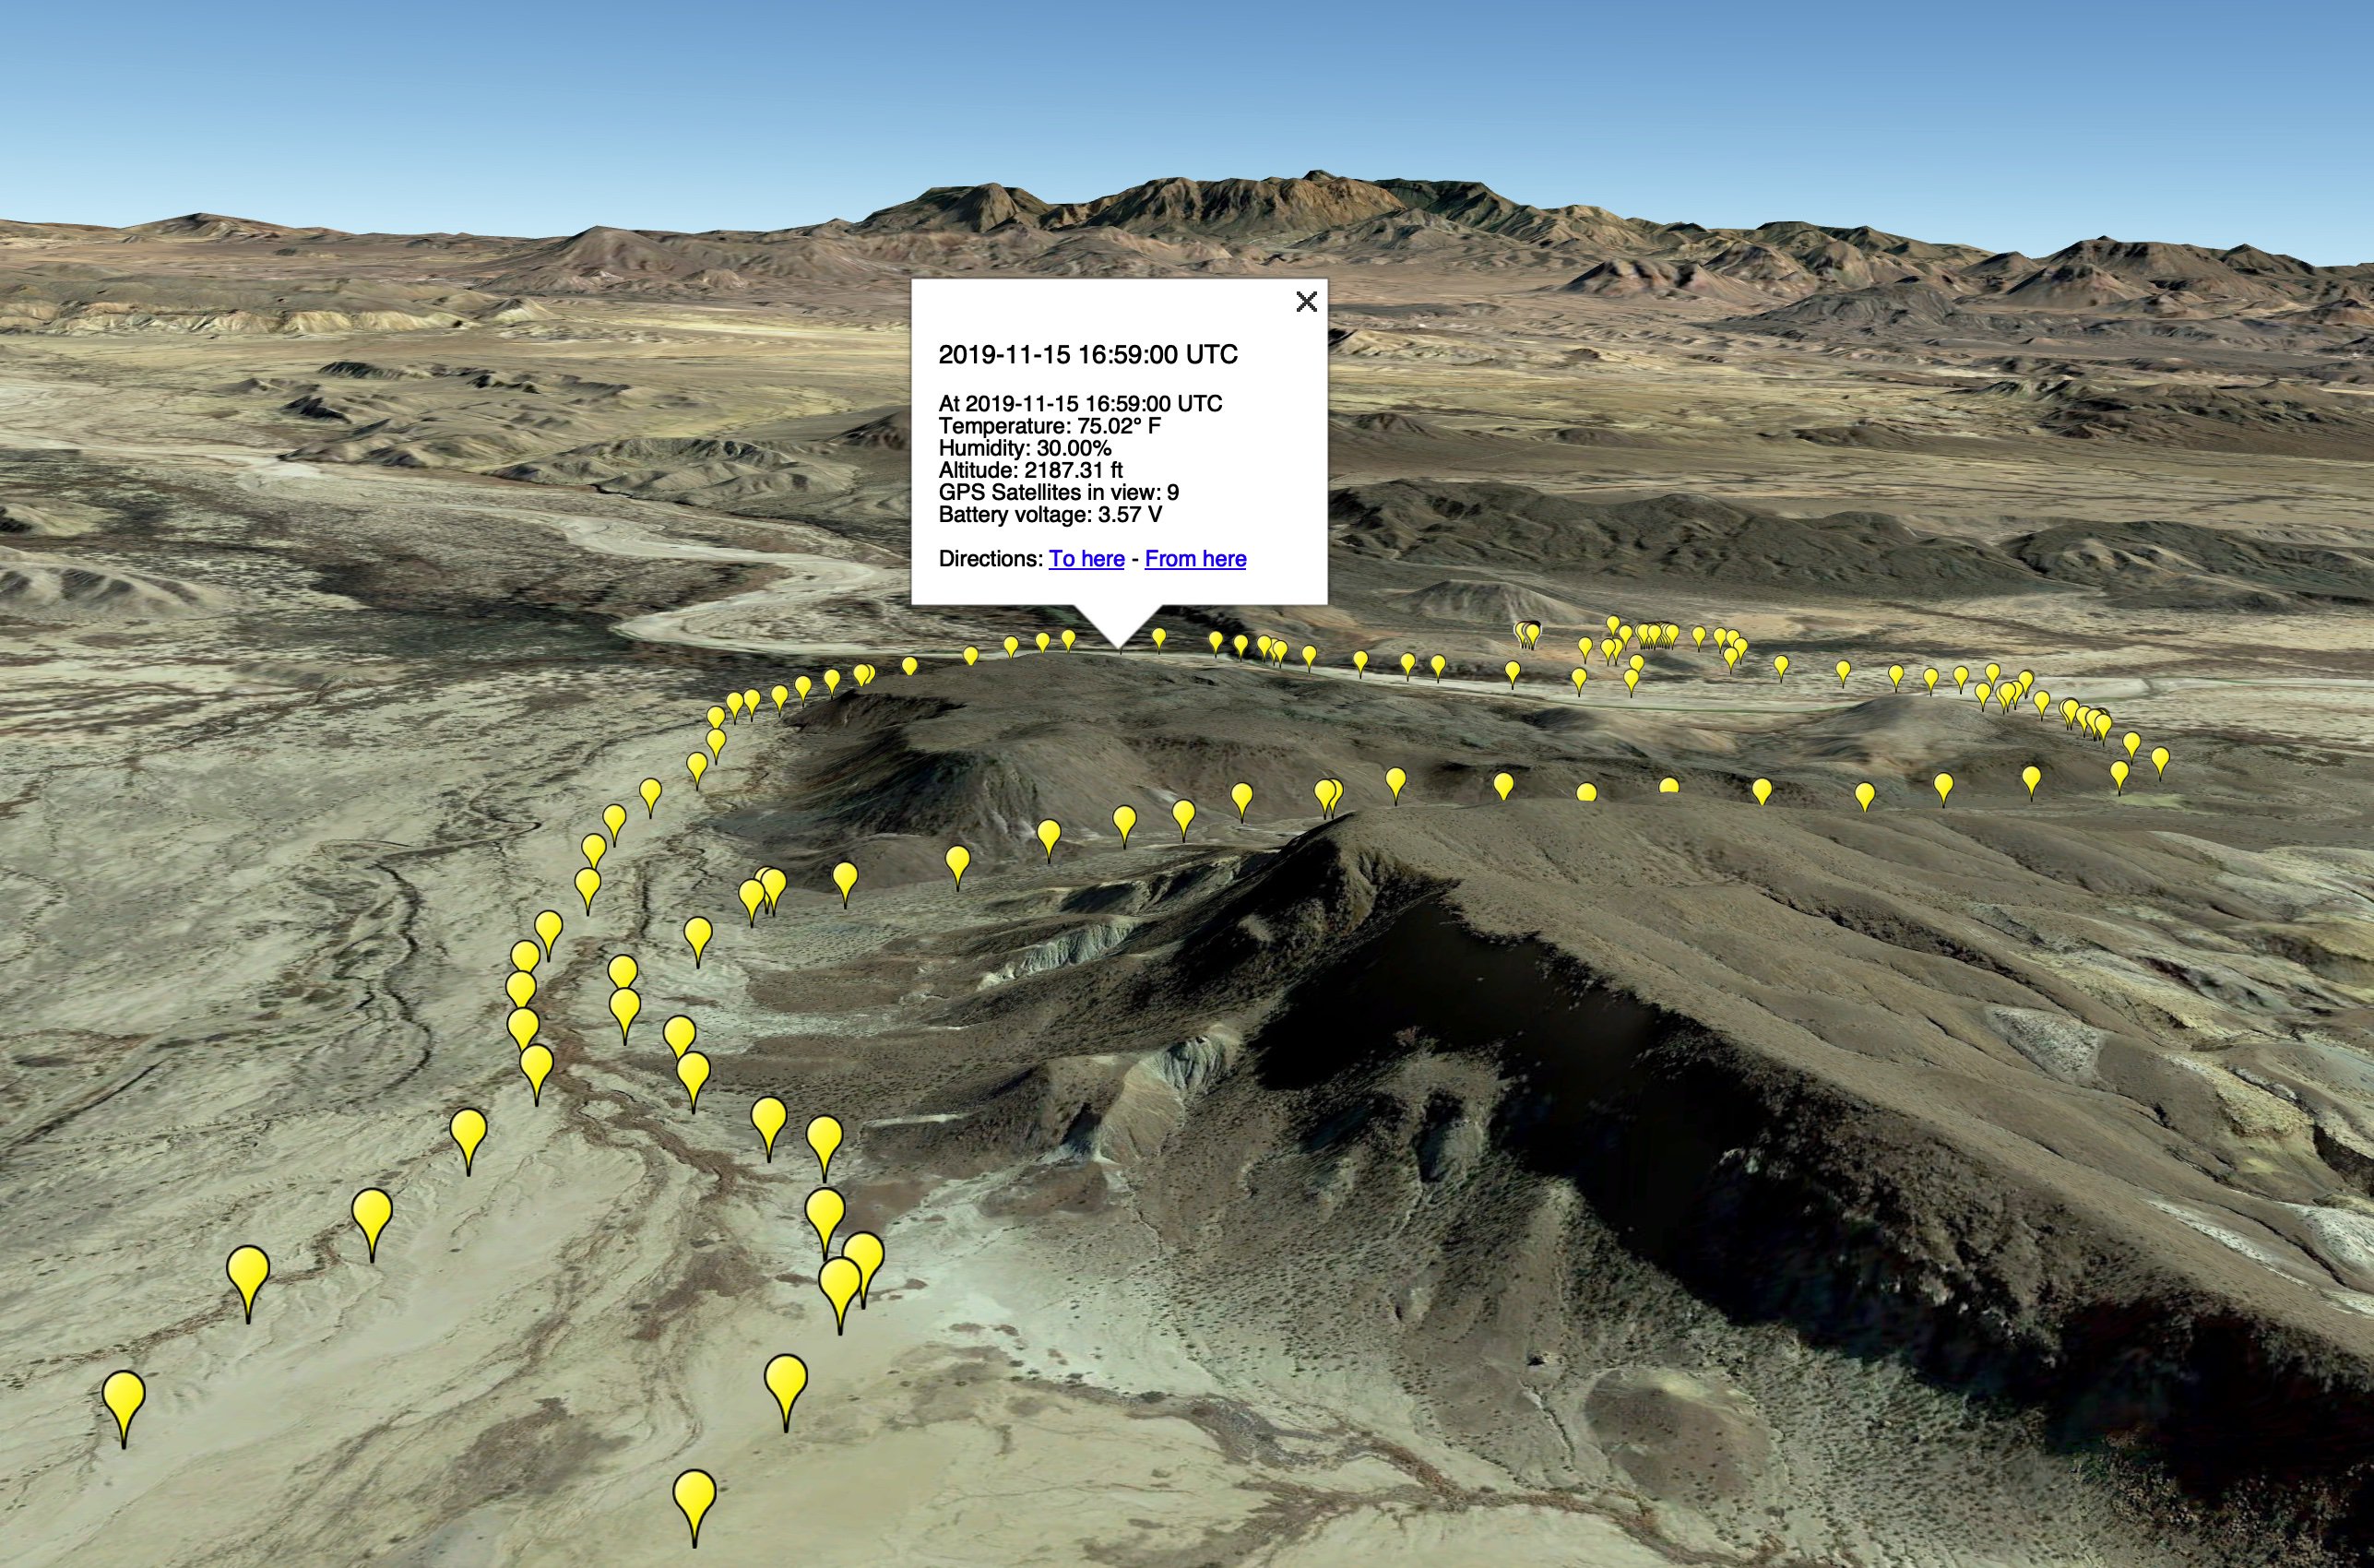 2019-11-15 16:59:00 UTC
At 2019-11-15 16:59:00 UTC
Temperature: 75.02° F
Humidity: 30.00%
Altitude: 2187.31 ft
GPS Satellites in view: 9
Battery voltage: 3.57 V
Directions: To here - From here